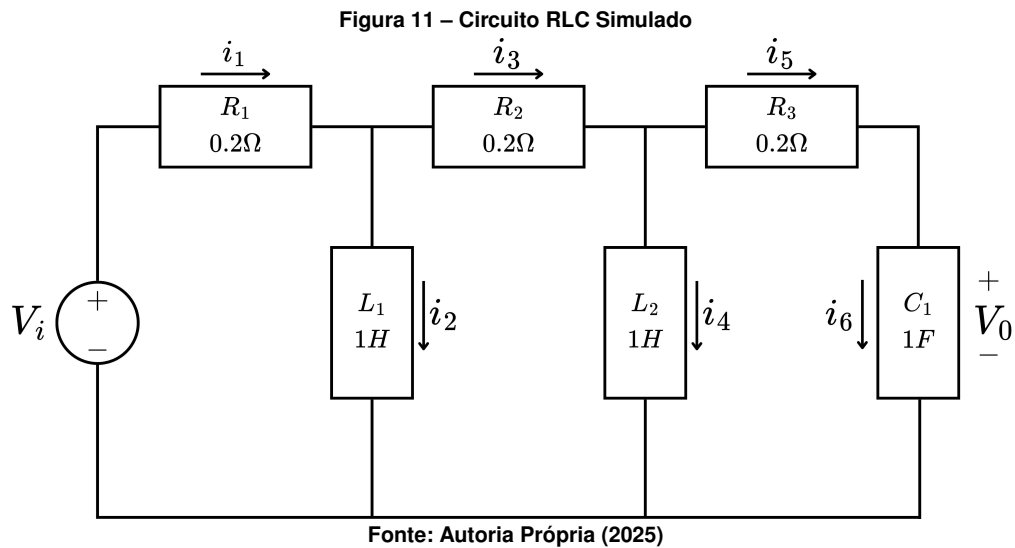 Figura 11 – Circuito RLC Simulado
i₁ i₃ i₅
R₁ R₂ R₃
0.2Ω 0.2Ω 0.2Ω
Vᵢ
+
−
L₁
1H
i₂
L₂
1H
i₄
i₆
C₁
1F
+
V₀
−
Fonte: Autoria Própria (2025)